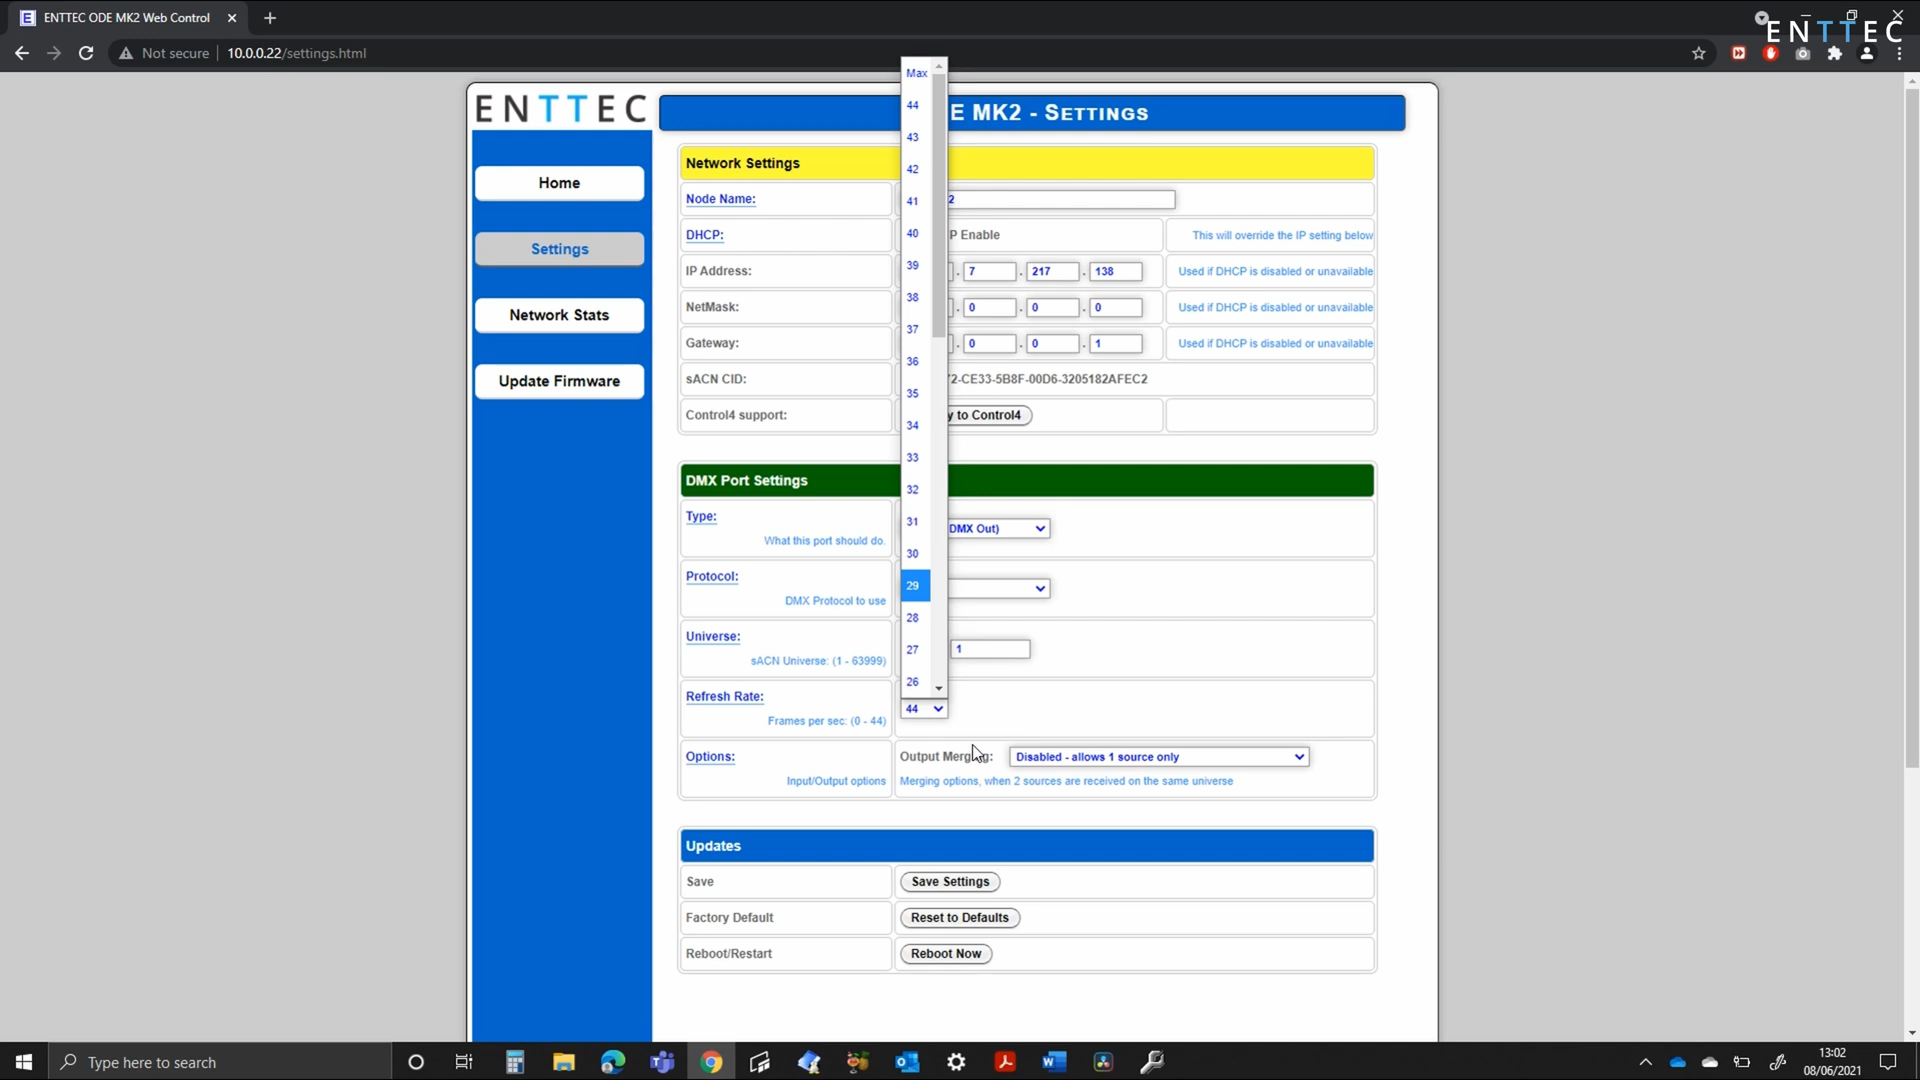 ENTTEC ODE MK2 Web Control
ENTTEC
Not secure
10.0.0.22/settings.html
ENTTEC
E MK2 - SETTINGS
Home
Settings
Network Stats
Update Firmware
Network Settings
Node Name:
2
DHCP:
P Enable
This will override the IP setting below
IP Address:
. 7 . 217 . 138
Used if DHCP is disabled or unavailable
NetMask:
. 0 . 0 . 0
Used if DHCP is disabled or unavailable
Gateway:
. 0 . 0 . 1
Used if DHCP is disabled or unavailable
sACN CID:
2-CE33-5B8F-00D6-3205182AFEC2
Control4 support:
y to Control4
Max
44
43
42
41
40
39
38
37
36
35
34
33
32
31
30
29
28
27
26
DMX Port Settings
Type:
What this port should do.
DMX Out)
Protocol:
DMX Protocol to use
Universe:
sACN Universe: (1 - 63999)
1
Refresh Rate:
Frames per sec: (0 - 44)
44
Options:
Input/Output options
Output Merging:
Disabled - allows 1 source only
Merging options, when 2 sources are received on the same universe
Updates
Save
Save Settings
Factory Default
Reset to Defaults
Reboot/Restart
Reboot Now
Type here to search
13:02
08/06/2021